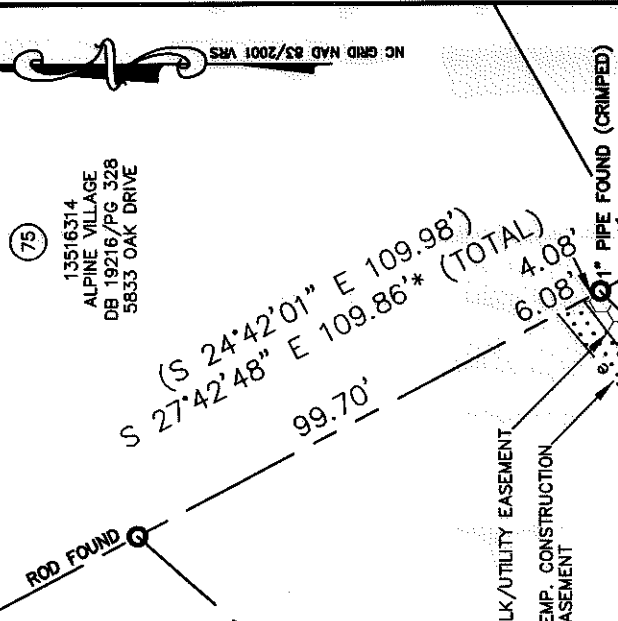 NC GRID NAD 83/2001 VRS
75
13516314
ALPINE VILLAGE
DB 19216/PG 328
5833 OAK DRIVE
(S 24°42'01" E 109.98')
S 27°42'48" E 109.86'* (TOTAL)
99.70'
6.08'
4.08'
1" PIPE FOUND (CRIMPED)
ROD FOUND
LK/UTILITY EASEMENT
EMP. CONSTRUCTION
ASEMENT